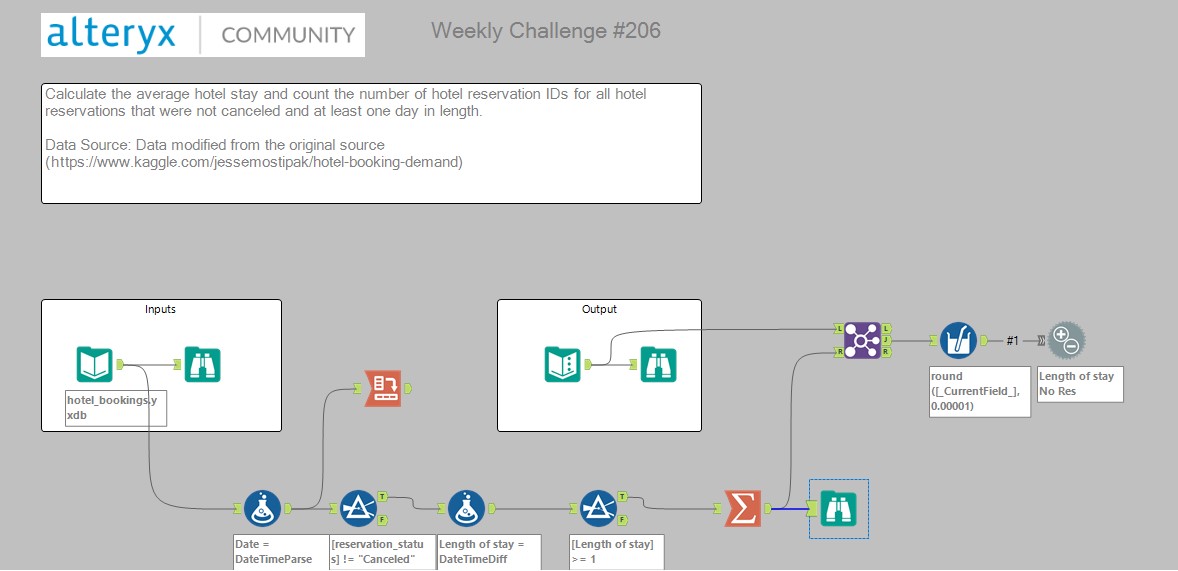 alteryx COMMUNITY
Weekly Challenge #206
Calculate the average hotel stay and count the number of hotel reservation IDs for all hotel
reservations that were not canceled and at least one day in length.
Data Source: Data modified from the original source
(https://www.kaggle.com/jessemostipak/hotel-booking-demand)
Inputs
hotel_bookings.y
xdb
Output
L
R
L
J
R
#1
round
([_CurrentField_],
0.00001)
Length of stay
No Res
T
F
T
F
Date =
DateTimeParse
[reservation_statu
s] != "Canceled"
Length of stay =
DateTimeDiff
[Length of stay]
>= 1